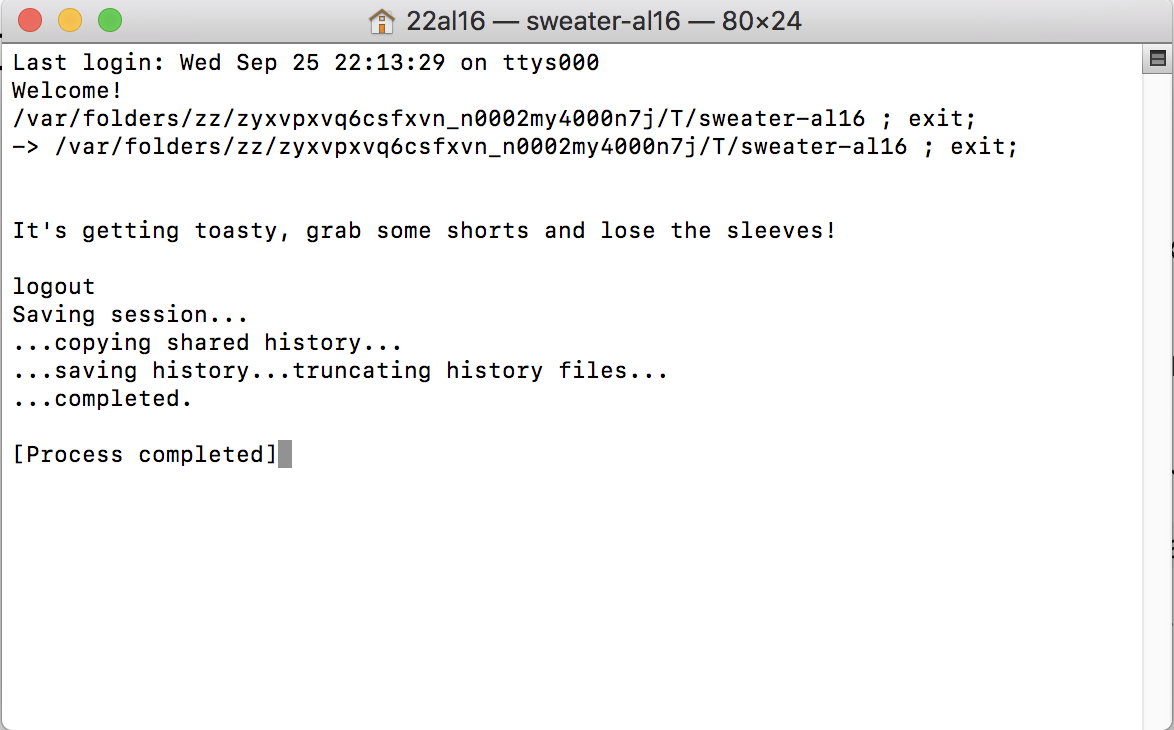 22al16 — sweater-al16 — 80×24
Last login: Wed Sep 25 22:13:29 on ttys000
Welcome!
/var/folders/zz/zyxvpxvq6csfxvn_n0002my4000n7j/T/sweater-al16 ; exit;
—> /var/folders/zz/zyxvpxvq6csfxvn_n0002my4000n7j/T/sweater-al16 ; exit;
It's getting toasty, grab some shorts and lose the sleeves!
logout
Saving session...
...copying shared history...
...saving history...truncating history files...
...completed.
[Process completed]